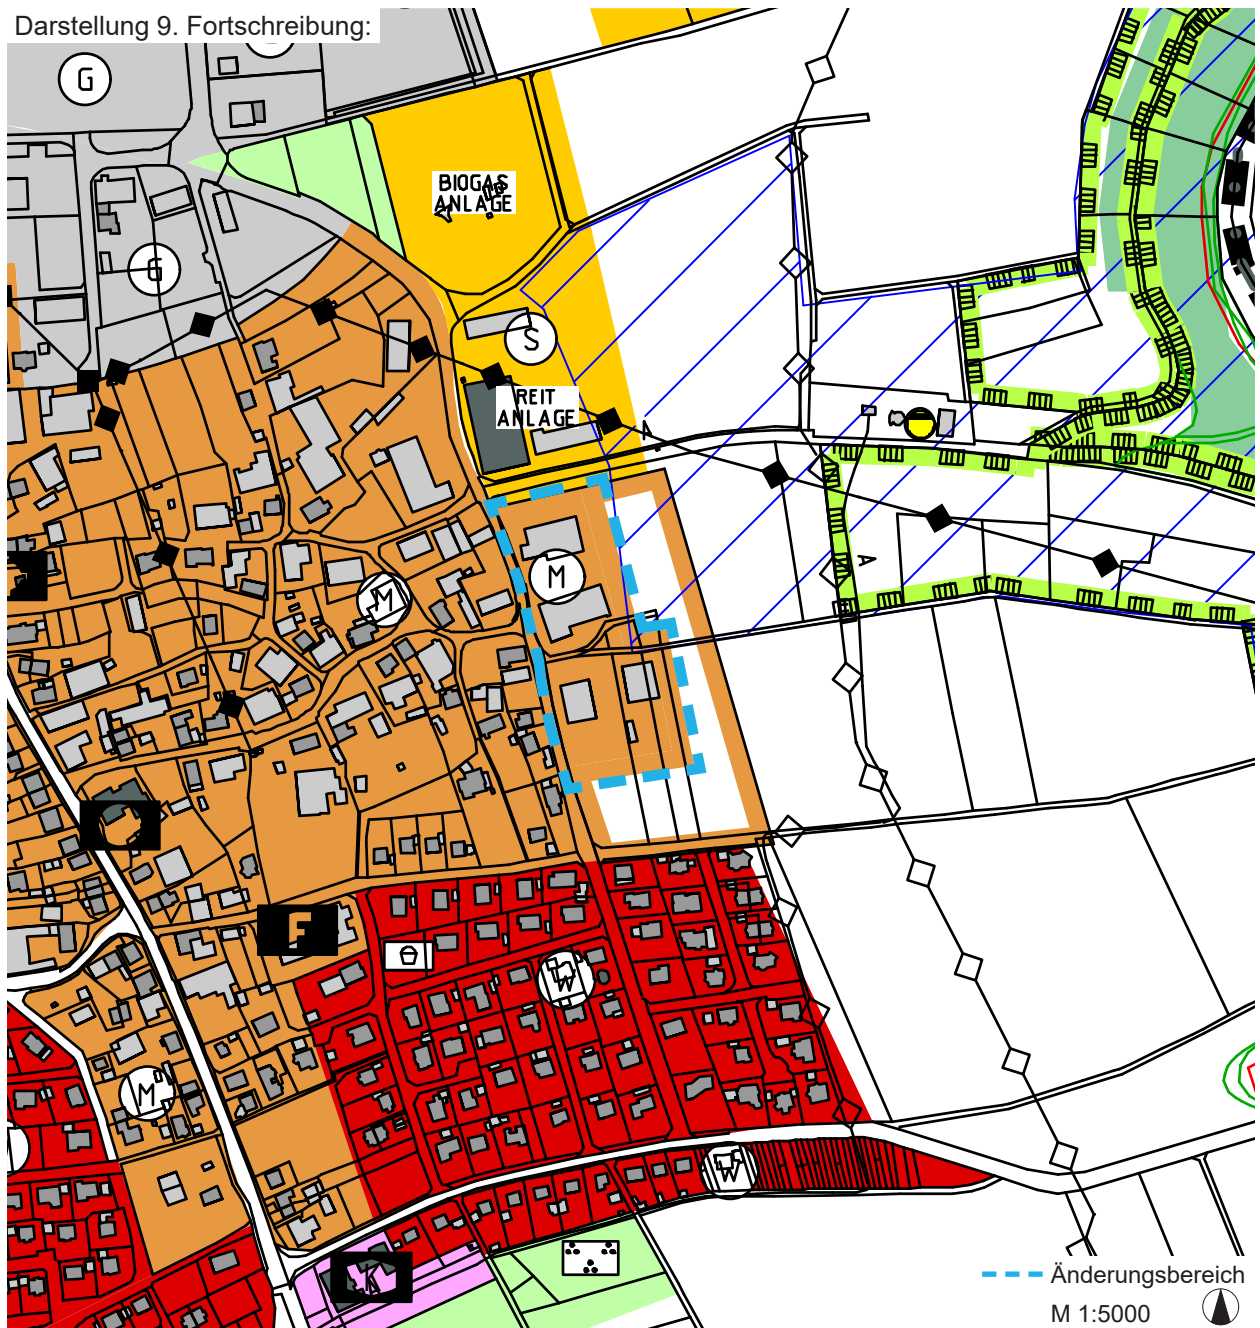 Darstellung 9. Fortschreibung:
G
BIOGAS
ANLAGE
G
S
REIT
ANLAGE
A
A
M
M
F
W
M
W
K
Änderungsbereich
M 1:5000